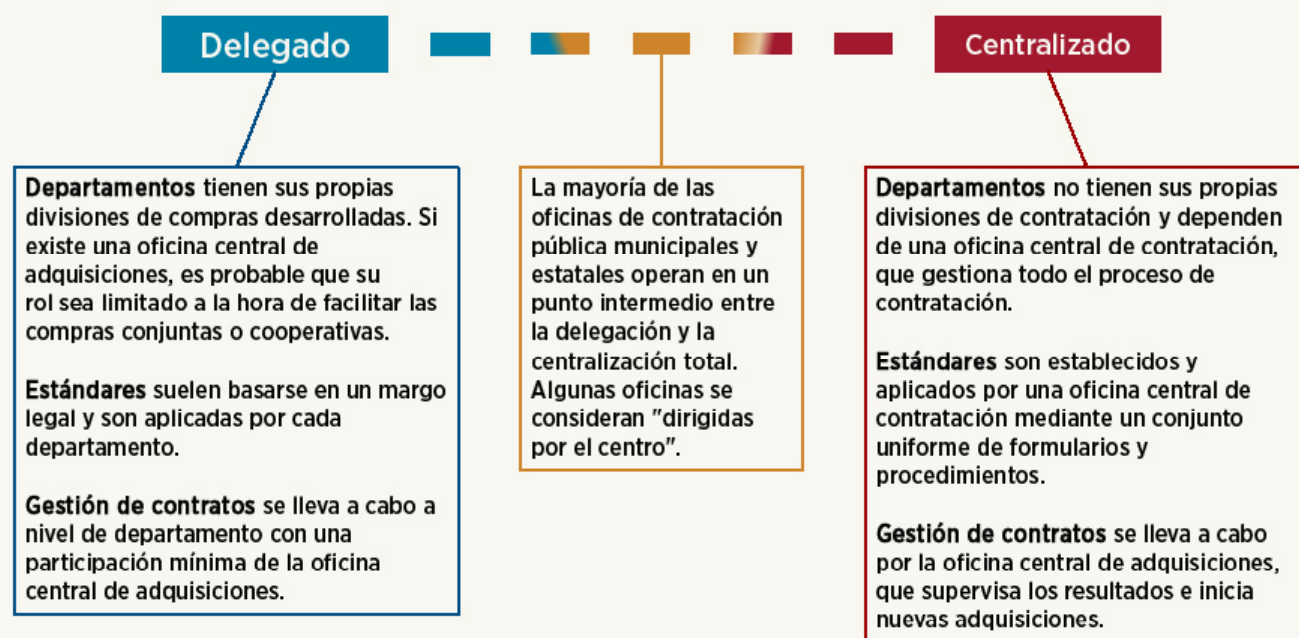 Delegado
Centralizado
Departamentos tienen sus propias
divisiones de compras desarrolladas. Si
existe una oficina central de
adquisiciones, es probable que su
rol sea limitado a la hora de facilitar las
compras conjuntas o cooperativas.
Estándares suelen basarse en un margo
legal y son aplicadas por cada
departamento.
Gestión de contratos se lleva a cabo a
nivel de departamento con una
participación mínima de la oficina
central de adquisiciones.
La mayoría de las
oficinas de contratación
pública municipales y
estatales operan en un
punto intermedio entre
la delegación y la
centralización total.
Algunas oficinas se
consideran "dirigidas
por el centro".
Departamentos no tienen sus propias
divisiones de contratación y dependen
de una oficina central de contratación,
que gestiona todo el proceso de
contratación.
Estándares son establecidos y
aplicados por una oficina central de
contratación mediante un conjunto
uniforme de formularios y
procedimientos.
Gestión de contratos se lleva a cabo
por la oficina central de adquisiciones,
que supervisa los resultados e inicia
nuevas adquisiciones.